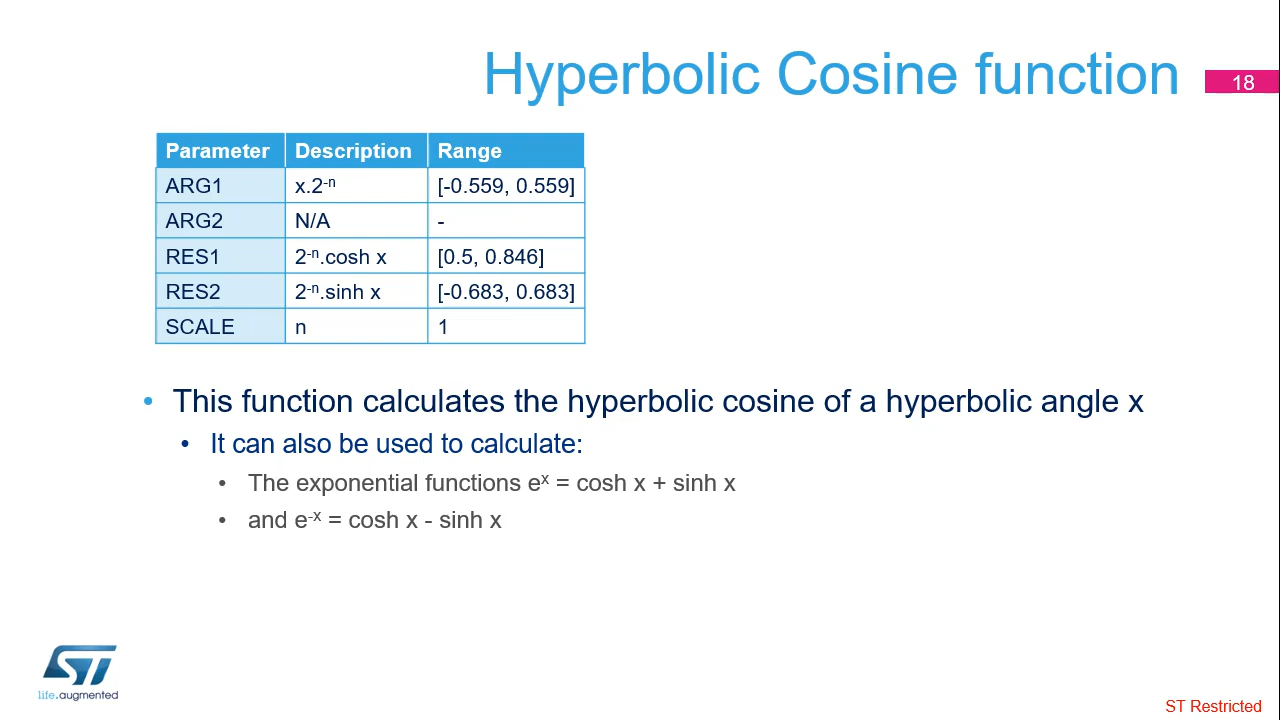 Hyperbolic Cosine function
18
Parameter Description Range
ARG1 x.2⁻ⁿ [-0.559, 0.559]
ARG2 N/A -
RES1 2⁻ⁿ.cosh x [0.5, 0.846]
RES2 2⁻ⁿ.sinh x [-0.683, 0.683]
SCALE n 1
• This function calculates the hyperbolic cosine of a hyperbolic angle x
• It can also be used to calculate:
• The exponential functions eˣ = cosh x + sinh x
• and e⁻ˣ = cosh x - sinh x
ST
life.augmented
ST Restricted